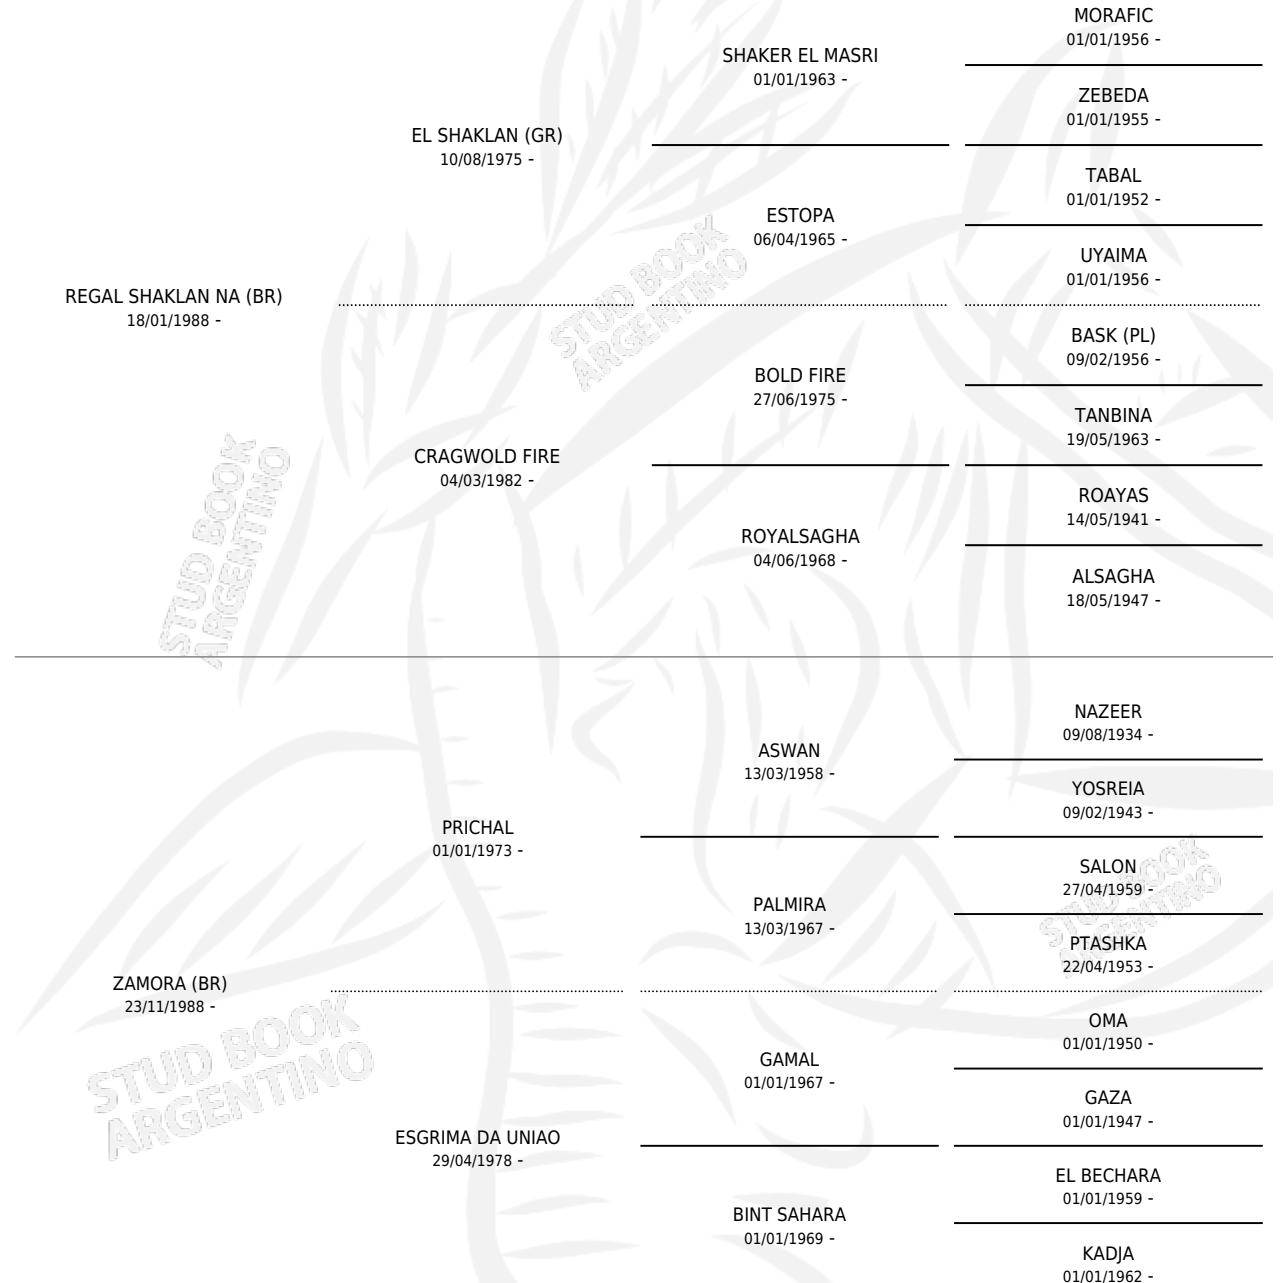 MORAFIC
01/01/1956 -
SHAKER EL MASRI
01/01/1963 -
ZEBEDA
01/01/1955 -
EL SHAKLAN (GR)
10/08/1975 -
TABAL
01/01/1952 -
ESTOPA
06/04/1965 -
UYAIMA
01/01/1956 -
REGAL SHAKLAN NA (BR)
18/01/1988 -
STUD BOOK
ARGENTINO
BASK (PL)
09/02/1956 -
BOLD FIRE
27/06/1975 -
TANBINA
19/05/1963 -
CRAGWOLD FIRE
04/03/1982 -
ROAYAS
14/05/1941 -
ROYALSAGHA
04/06/1968 -
ALSAGHA
18/05/1947 -
STUD BOOK
ARGENTINO
NAZEER
09/08/1934 -
ASWAN
13/03/1958 -
YOSREIA
09/02/1943 -
PRICHAL
01/01/1973 -
SALON
27/04/1959 -
PALMIRA
13/03/1967 -
PTASHKA
22/04/1953 -
STUD BOOK
ARGENTINO
ZAMORA (BR)
23/11/1988 -
OMA
01/01/1950 -
GAMAL
01/01/1967 -
GAZA
01/01/1947 -
STUD BOOK
ARGENTINO
ESGRIMA DA UNIAO
29/04/1978 -
EL BECHARA
01/01/1959 -
BINT SAHARA
01/01/1969 -
KADJA
01/01/1962 -